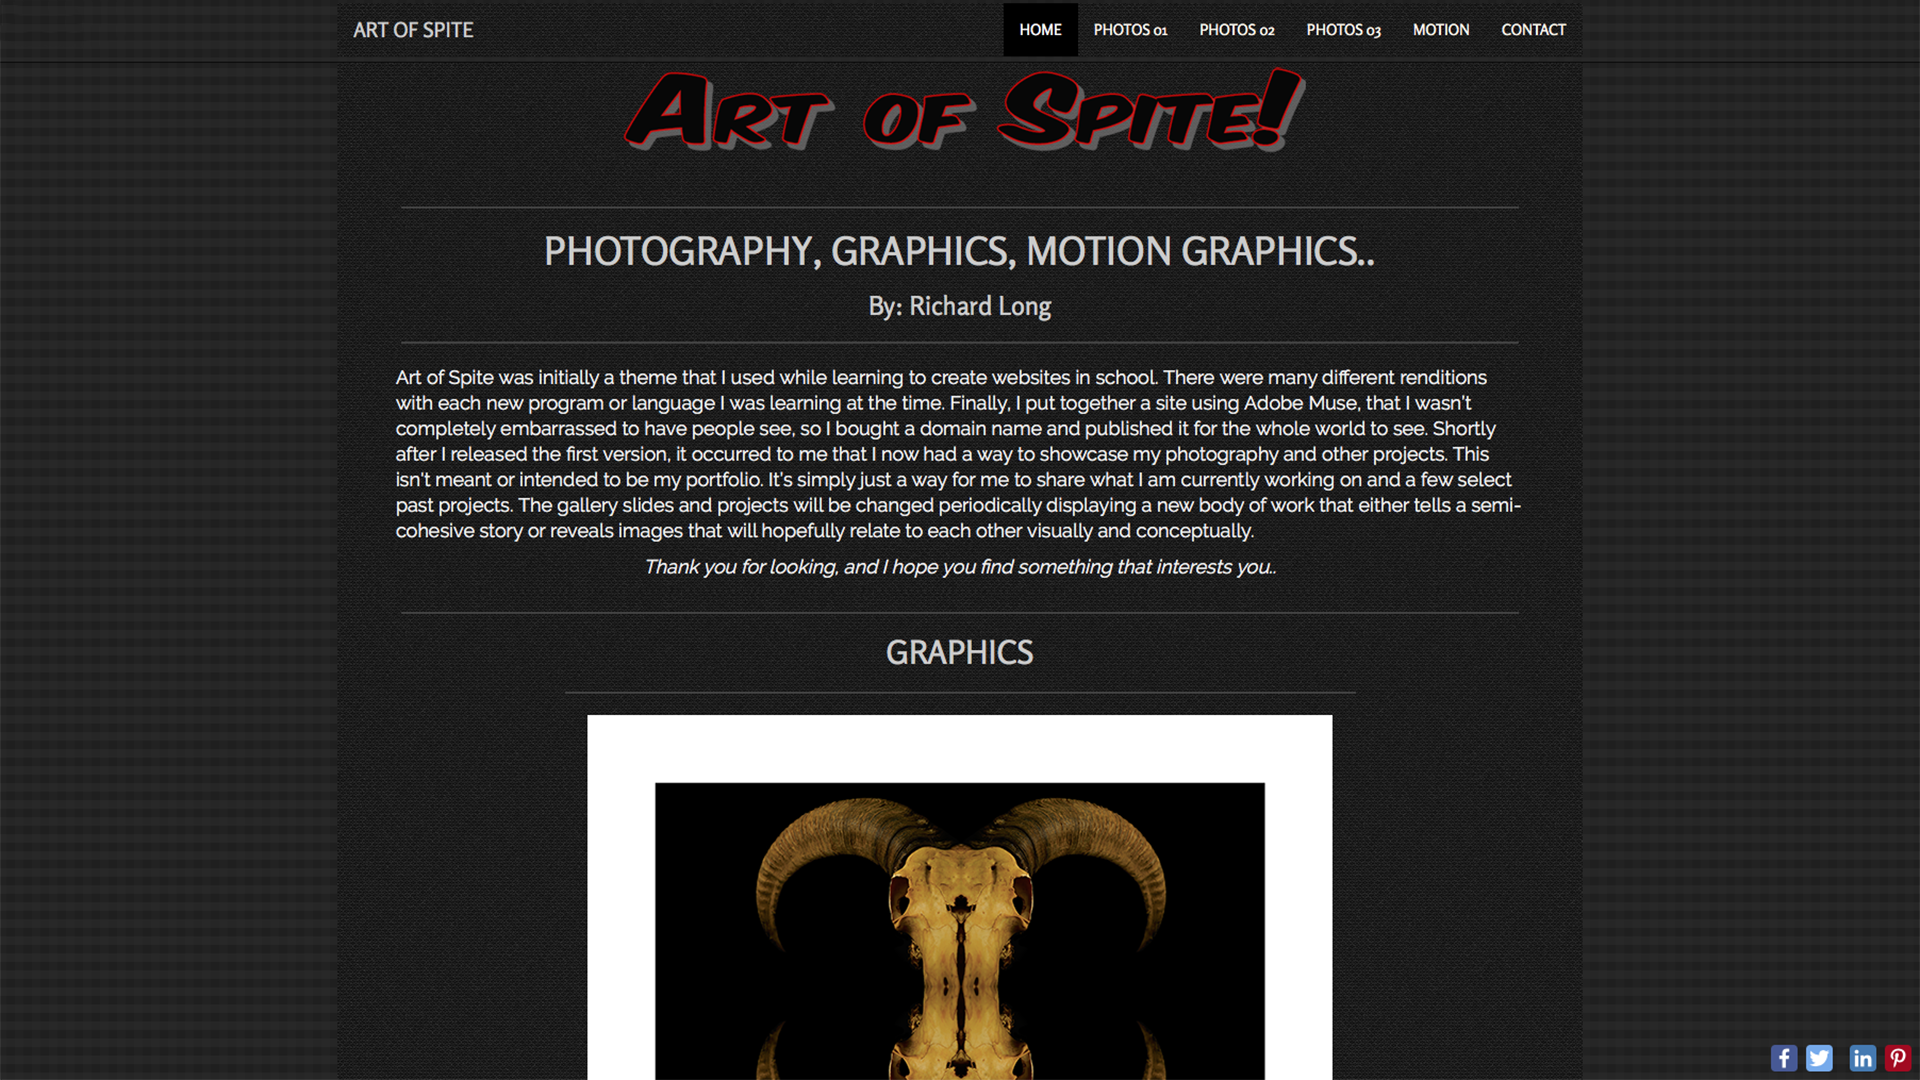 ART OF SPITE
HOME PHOTOS 01 PHOTOS 02 PHOTOS 03 MOTION CONTACT
ART OF SPITE!
PHOTOGRAPHY, GRAPHICS, MOTION GRAPHICS..
By: Richard Long
Art of Spite was initially a theme that I used while learning to create websites in school. There were many different renditions
with each new program or language I was learning at the time. Finally, I put together a site using Adobe Muse, that I wasn't
completely embarrassed to have people see, so I bought a domain name and published it for the whole world to see. Shortly
after I released the first version, it occurred to me that I now had a way to showcase my photography and other projects. This
isn't meant or intended to be my portfolio. It's simply just a way for me to share what I am currently working on and a few select
past projects. The gallery slides and projects will be changed periodically displaying a new body of work that either tells a semi-
cohesive story or reveals images that will hopefully relate to each other visually and conceptually.
Thank you for looking, and I hope you find something that interests you..
GRAPHICS